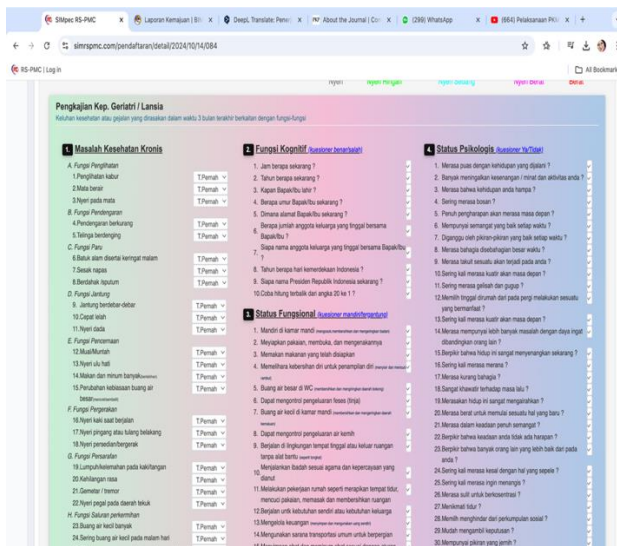 SIMpec RS-PMC
Laporan Kemajuan | BI
DeepL Translate: Pener
About the Journal | Co
(299) WhatsApp
(664) Pelaksanaan PKM
simrspmc.com/pendaftaran/detail/2024/10/14/084
RS-PMC | Log in
All Bookmark
Nyeri Nyeri Ringan Nyeri Sedang Nyeri Berat Berat
Pengkajian Kep. Geriatri / Lansia
Keluhan kesehatan atau gejalan yang dirasakan dalam waktu 3 bulan terakhir berkaitan dengan fungsi-fungsi
1. Masalah Kesehatan Kronis
A. Fungsi Penglihatan
1.Penglihatan kabur T.Pernah
2.Mata berair T.Pernah
3.Nyeri pada mata T.Pernah
B. Fungsi Pendengaran
4.Pendengaran berkurang T.Pernah
5.Telinga berdenging T.Pernah
C. Fungsi Paru
6.Batuk alam disertai keringat malam T.Pernah
7.Sesak napas T.Pernah
8.Berdahak /sputum T.Pernah
D. Fungsi Jantung
9. Jantung berdebar-debar T.Pernah
10.Cepat lelah T.Pernah
11.Nyeri dada T.Pernah
E. Fungsi Pencernaan
12.Mual/Muntah T.Pernah
13.Nyeri ulu hati T.Pernah
14.Makan dan minum banyak T.Pernah
15.Perubahan kebiasaan buang air T.Pernah
besar
F. Fungsi Pergerakan
16.Nyeri kaki saat berjalan T.Pernah
17.Nyeri pingang atau tulang belakang T.Pernah
18.Nyeri persedian/bergerak T.Pernah
G. Fungsi Persarafan
19.Lumpuh/kelemahan pada kaki/tangan T.Pernah
20.Kehilangan rasa T.Pernah
21.Gemetar / tremor T.Pernah
22.Nyeri pegal pada daerah tekuk T.Pernah
H. Fungsi Saluran perkemihan
23.Buang air kecil banyak T.Pernah
24.Sering buang air kecil pada malam hari T.Pernah
2. Fungsi Kognitif (kuesioner benar/salah)
1. Jam berapa sekarang ?
2. Tahun berapa sekarang ?
3. Kapan Bapak/Ibu lahir ?
4. Berapa umur Bapak/Ibu sekarang ?
5. Dimana alamat Bapak/Ibu sekarang ?
6. Berapa jumlah anggota keluarga yang tinggal bersama
Bapak/Ibu ?
7. Siapa nama anggota keluarga yang tinggal bersama Bapak/Ibu
?
8. Tahun berapa hari kemerdekaan Indonesia ?
9. Siapa nama Presiden Republik Indonesia sekarang ?
10.Coba hitung terbalik dari angka 20 ke 1 ?
3. Status Fungsional (kuesioner mandiri/tergantung)
1. Mandiri di kamar mandi
2. Meyiapkan pakaian, membuka, dan mengenakannya
3. Memakan makanan yang telah disiapkan
4. Memelihara kebersihan diri untuk penampilan diri
5. Buang air besar di WC
6. Dapat mengontrol pengeluaran feses (tinja)
7. Buang air kecil di kamar mandi
8. Dapat mengontrol pengeluaran air kemih
9. Berjalan di lingkungan tempat tinggal atau keluar ruangan
tanpa alat bantu
10. Menjalankan ibadah sesuai agama dan kepercayaan yang
dianut
11.Melakukan pekerjaan rumah seperti merapikan tempat tidur,
mencuci pakaian, memasak dan membersihkan ruangan
12.Berjalan untk kebutuhan sendiri atau kebutuhan keluarga
13.Mengelola keuangan
14.Mengunakan sarana transportasi umum untuk berpergian
4. Status Psikologis (kuesioner Ya/Tidak)
1. Merasa puas dengan kehidupan yang dijalani ?
2. Banyak meningalkan kesenangan / minat dan aktivitas anda ?
3. Merasa bahwa kehidupan anda hampa ?
4. Sering merasa bosan ?
5. Penuh pengharapan akan merasa masa depan ?
6. Mempunyai semangat yang baik setiap waktu ?
7. Diganggu oleh pikiran-pikiran yang baik setiap waktu ?
8. Merasa bahagia disebahagian besar waktu ?
9. Merasa takut sesuatu akan terjadi pada anda ?
10.Sering kali merasa kuatir akan masa depan ?
11.Sering merasa gelisah dan gugup ?
12.Memilih tinggal dirumah dari pada pergi melakukan sesuatu
yang bermanfaat ?
13.Sering kali merasa kuatir akan masa depan ?
14.Merasa mempunyai lebih banyak masalah dengan daya ingat
dibandingkan orang lain ?
15.Berpikir bahwa hidup ini sangat menyenangkan sekarang ?
16.Sering kali merasa merana ?
17.Merasa kurang bahagia ?
18.Sangat khawatir terhadap masa lalu ?
19.Merasakan hidup ini sangat mengairahkan ?
20.Merasa berat untuk memulai sesuatu hal yang baru ?
21.Merasa dalam keadaan penuh semangat ?
22.Berpikir bahwa keadaan anda tidak ada harapan ?
23.Berpikir bahwa banyak orang lain yang lebih baik dari pada
anda ?
24.Sering kali merasa kesal dengan hal yang sepele ?
25.Sering kali merasa ingin menangis ?
26.Merasa sulit untuk berkosentrasi ?
27.Menikmati tidur ?
28.Memilih menghindar dari perkumpulan sosial ?
29.Mudah mengambil keputusan ?
30.Mempunyai pikiran yang jernih ?